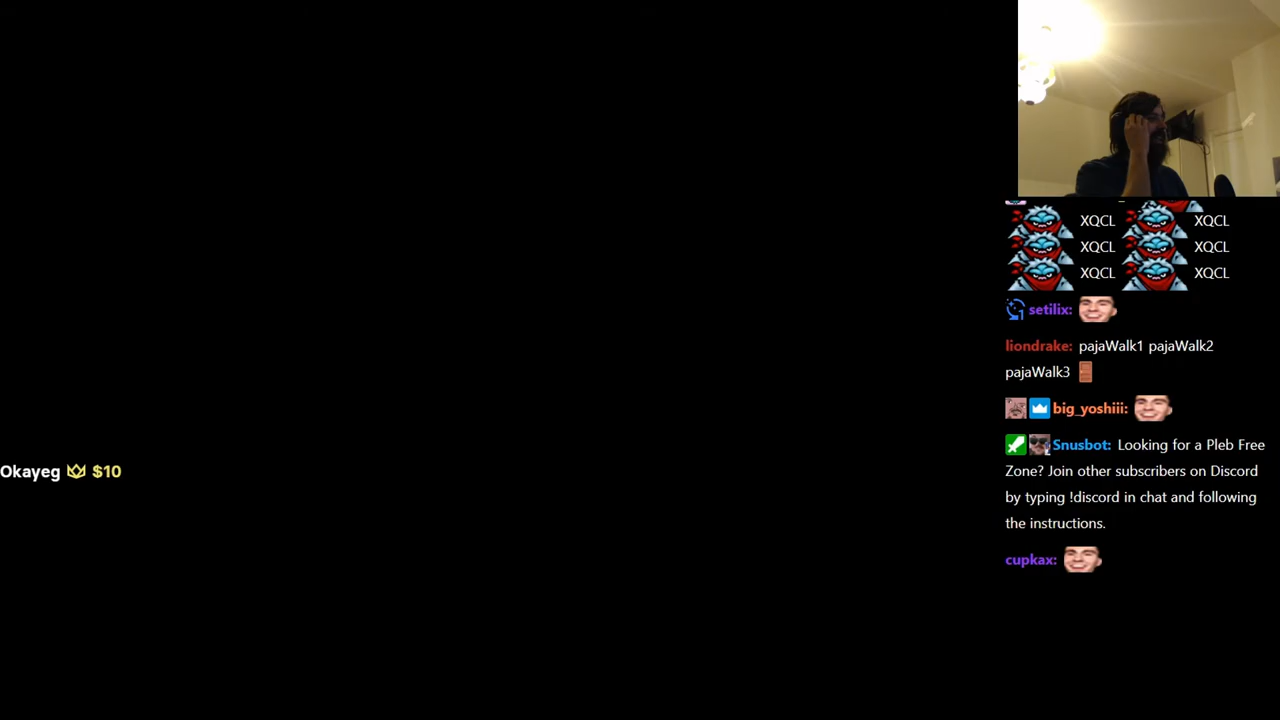 XQCL XQCL
XQCL XQCL
XQCL XQCL
setilix:
liondrake: pajaWalk1 pajaWalk2
pajaWalk3
big_yoshiii:
Snusbot: Looking for a Pleb Free
Zone? Join other subscribers on Discord
by typing !discord in chat and following
the instructions.
Okayeg $10
cupkax: